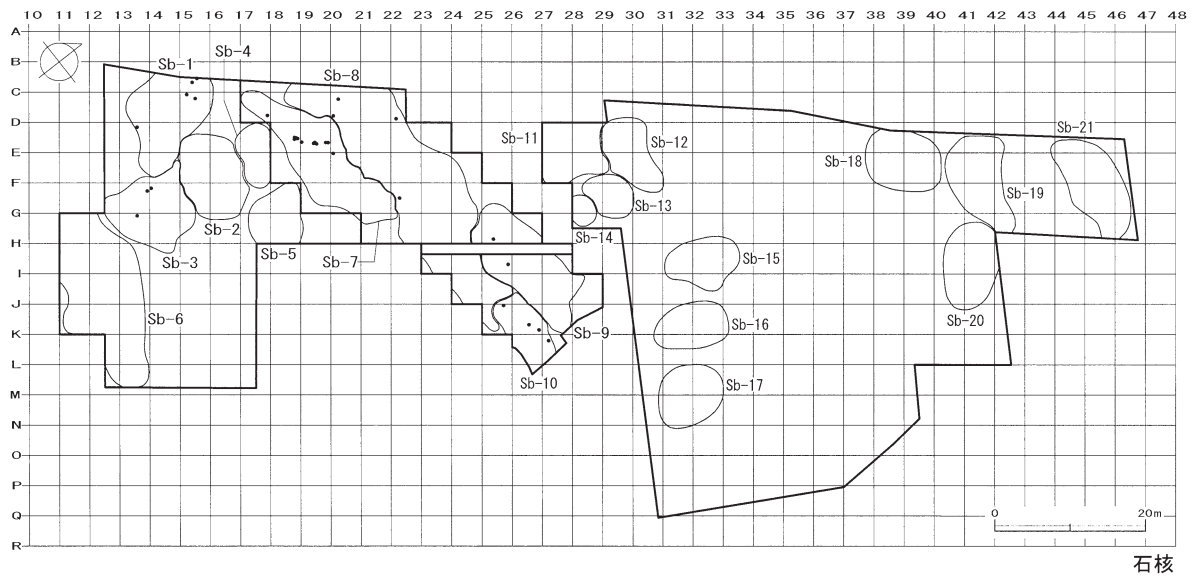 10 11 12 13 14 15 16 17 18 19 20 21 22 23 24 25 26 27 28 29 30 31 32 33 34 35 36 37 38 39 40 41 42 43 44 45 46 47 48
A
B
C
D
E
F
G
H
I
J
K
L
M
N
O
P
Q
R
Sb-4
Sb-1
Sb-8
Sb-11
Sb-12
Sb-18
Sb-21
Sb-19
Sb-13
Sb-2
Sb-14
Sb-3
Sb-5
Sb-7
Sb-15
Sb-6
Sb-9
Sb-16
Sb-20
Sb-10
Sb-17
0 20m
石核